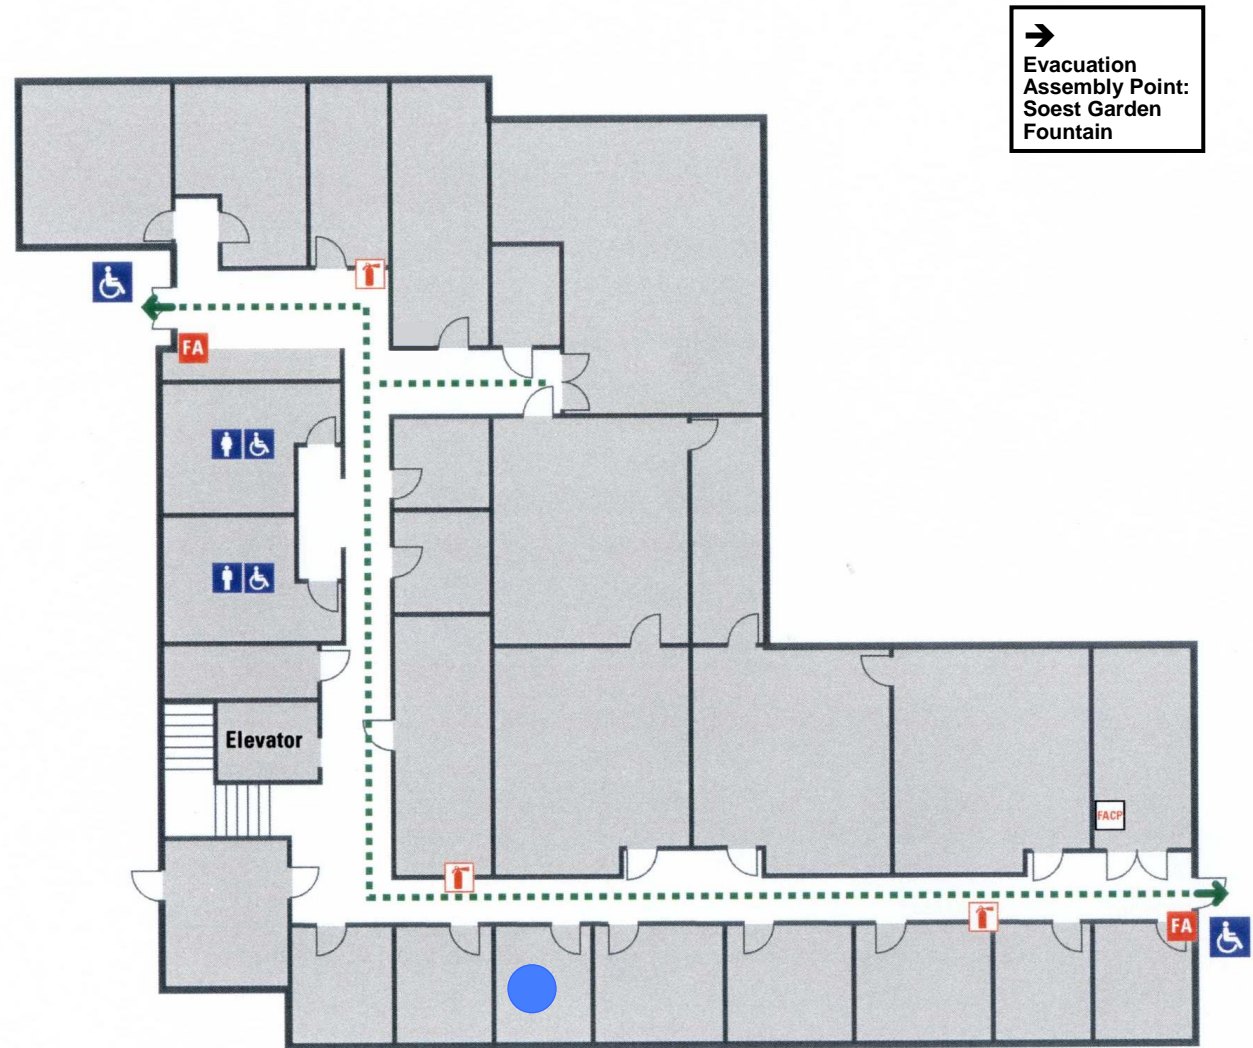 ➔
Evacuation
Assembly Point:
Soest Garden
Fountain
FA
Elevator
FACP
FA